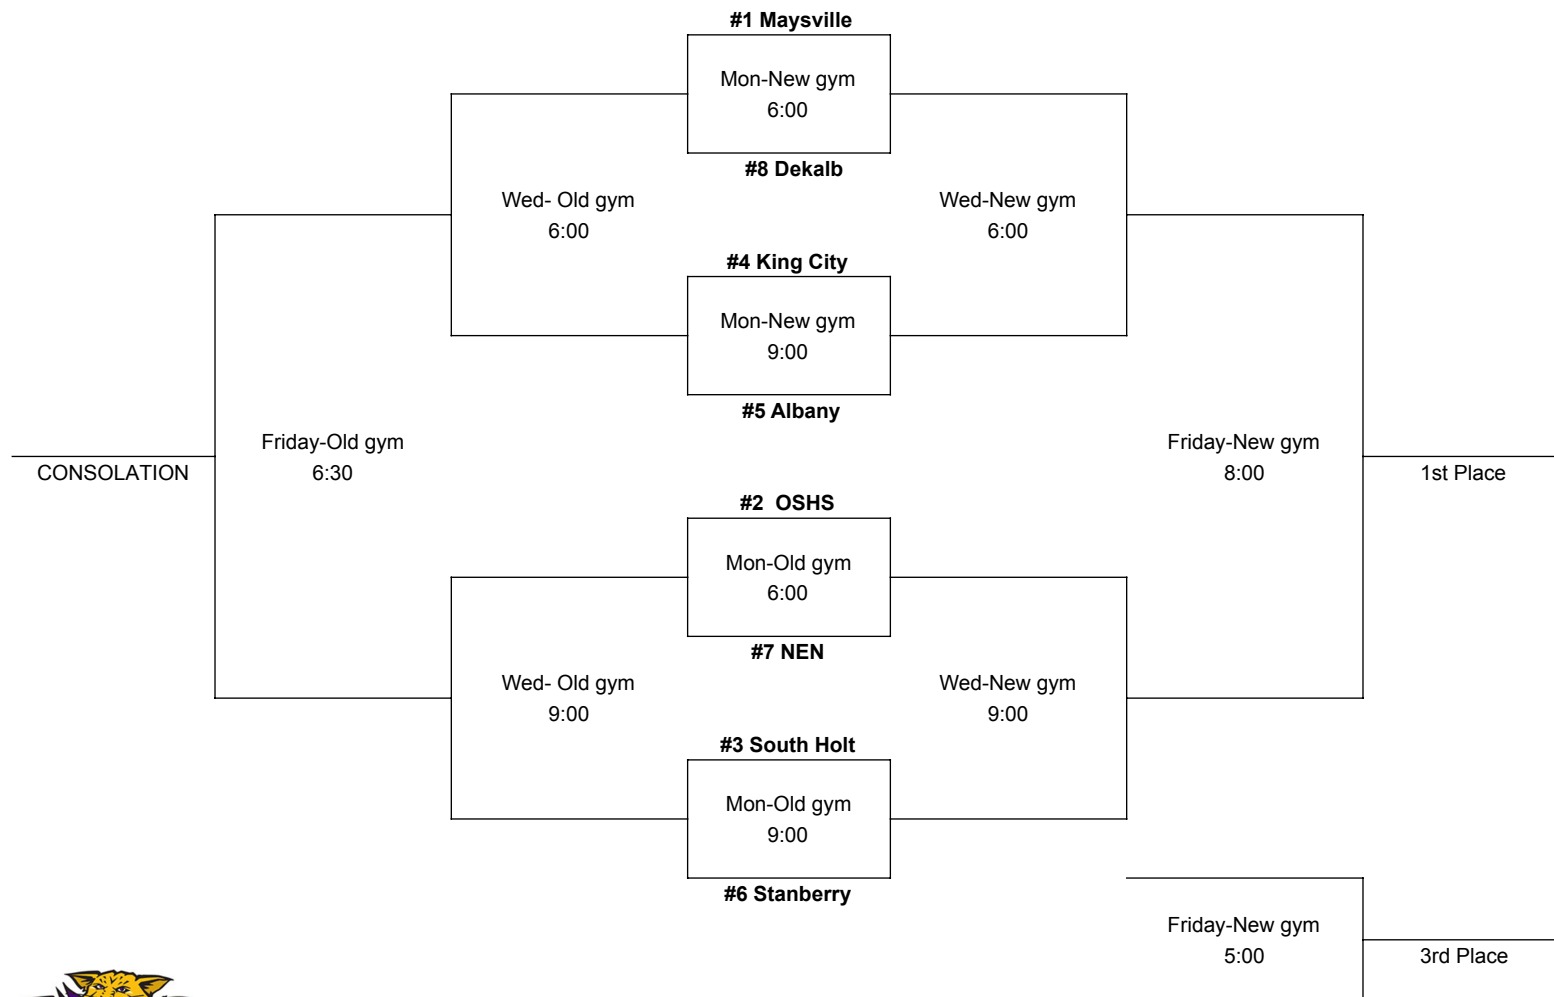 #1 Maysville
Mon-New gym
6:00
#8 Dekalb
Wed- Old gym
6:00
Wed-New gym
6:00
#4 King City
Mon-New gym
9:00
#5 Albany
Friday-Old gym
6:30
Friday-New gym
8:00
CONSOLATION
1st Place
#2  OSHS
Mon-Old gym
6:00
#7 NEN
Wed- Old gym
9:00
Wed-New gym
9:00
#3 South Holt
Mon-Old gym
9:00
#6 Stanberry
Friday-New gym
5:00
3rd Place